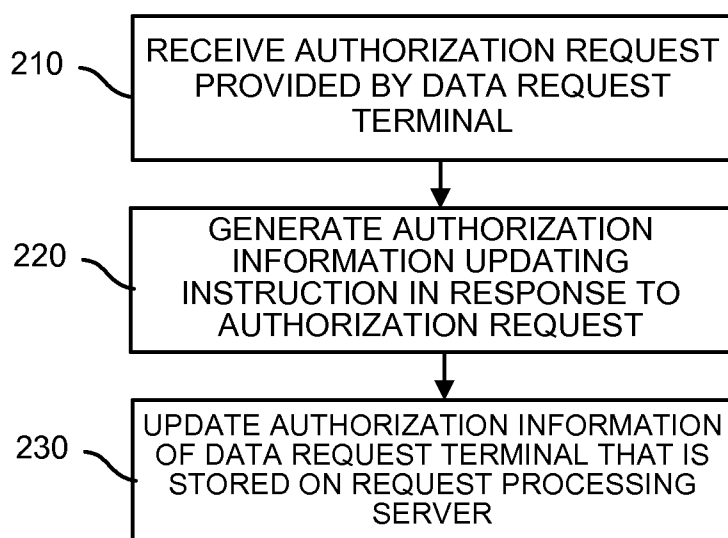 210
RECEIVE AUTHORIZATION REQUEST
PROVIDED BY DATA REQUEST
TERMINAL
220
GENERATE AUTHORIZATION
INFORMATION UPDATING
INSTRUCTION IN RESPONSE TO
AUTHORIZATION REQUEST
230
UPDATE AUTHORIZATION INFORMATION
OF DATA REQUEST TERMINAL THAT IS
STORED ON REQUEST PROCESSING
SERVER